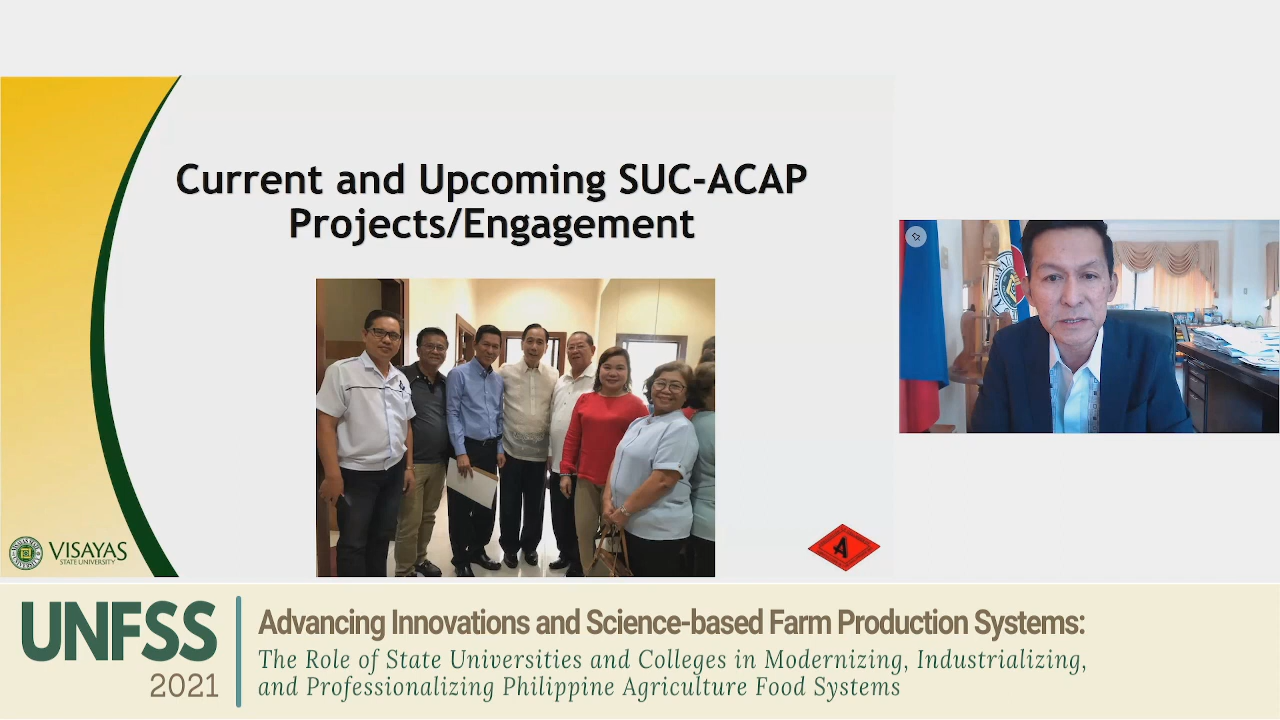 Current and Upcoming SUC-ACAP
Projects/Engagement
VISAYAS
STATE UNIVERSITY
A
UNFSS
2021
Advancing Innovations and Science-based Farm Production Systems:
The Role of State Universities and Colleges in Modernizing, Industrializing,
and Professionalizing Philippine Agriculture Food Systems